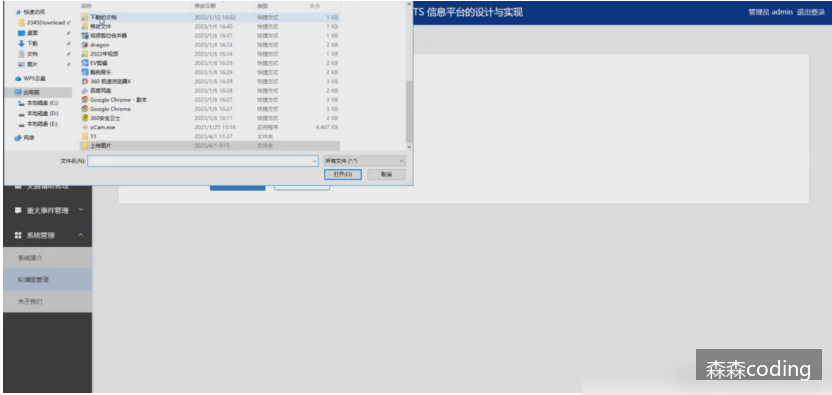 TS 信息平台的设计与实现
管理员 admin 退出登录
名称 修改日期 类型 大小
快速访问
2345Download
桌面
下载
文档
图片
WPS云盘
此电脑
本地磁盘 (C:)
本地磁盘 (D:)
本地磁盘 (E:)
网络
下载的文档 2023/1/12 16:02 快捷方式 1 KB
修改文件 2023/1/6 16:40 快捷方式 1 KB
视频剪切合并器 2023/1/6 16:37 快捷方式 1 KB
dragon 2023/1/6 16:34 快捷方式 2 KB
2022年视频 2023/1/6 16:34 快捷方式 1 KB
EV剪辑 2023/1/6 16:29 快捷方式 2 KB
酷狗音乐 2023/1/6 16:29 快捷方式 2 KB
360 极速浏览器X 2023/1/6 16:29 快捷方式 3 KB
百度网盘 2023/1/6 16:28 快捷方式 2 KB
Google Chrome - 副本 2023/1/6 16:27 快捷方式 3 KB
Google Chrome 2023/1/6 16:27 快捷方式 3 KB
360安全卫士 2023/1/6 16:17 快捷方式 2 KB
oCam.exe 2021/1/25 15:16 应用程序 8,487 KB
11 2023/4/1 11:37 文件夹
上传图片 2023/4/1 0:13 文件夹
文件名(N):
所有文件 (*.*)
打开(O) 取消
重大事件管理
系统管理
系统简介
轮播图管理
关于我们
森森coding